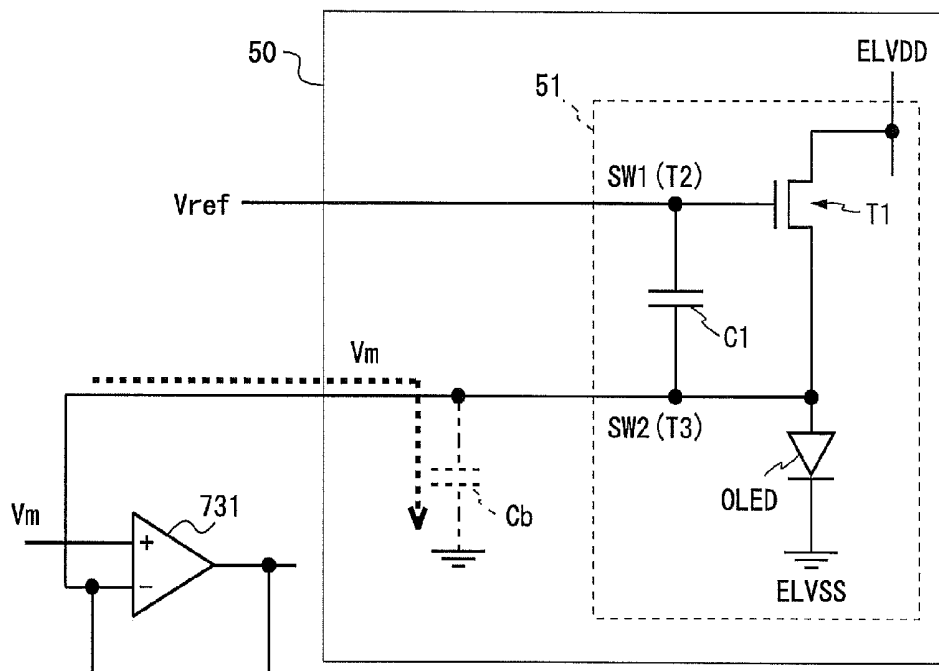 50
ELVDD
51
SW1(T2)
Vref
T1
C1
Vm
SW2(T3)
OLED
Cb
731
Vm
+
−
ELVSS